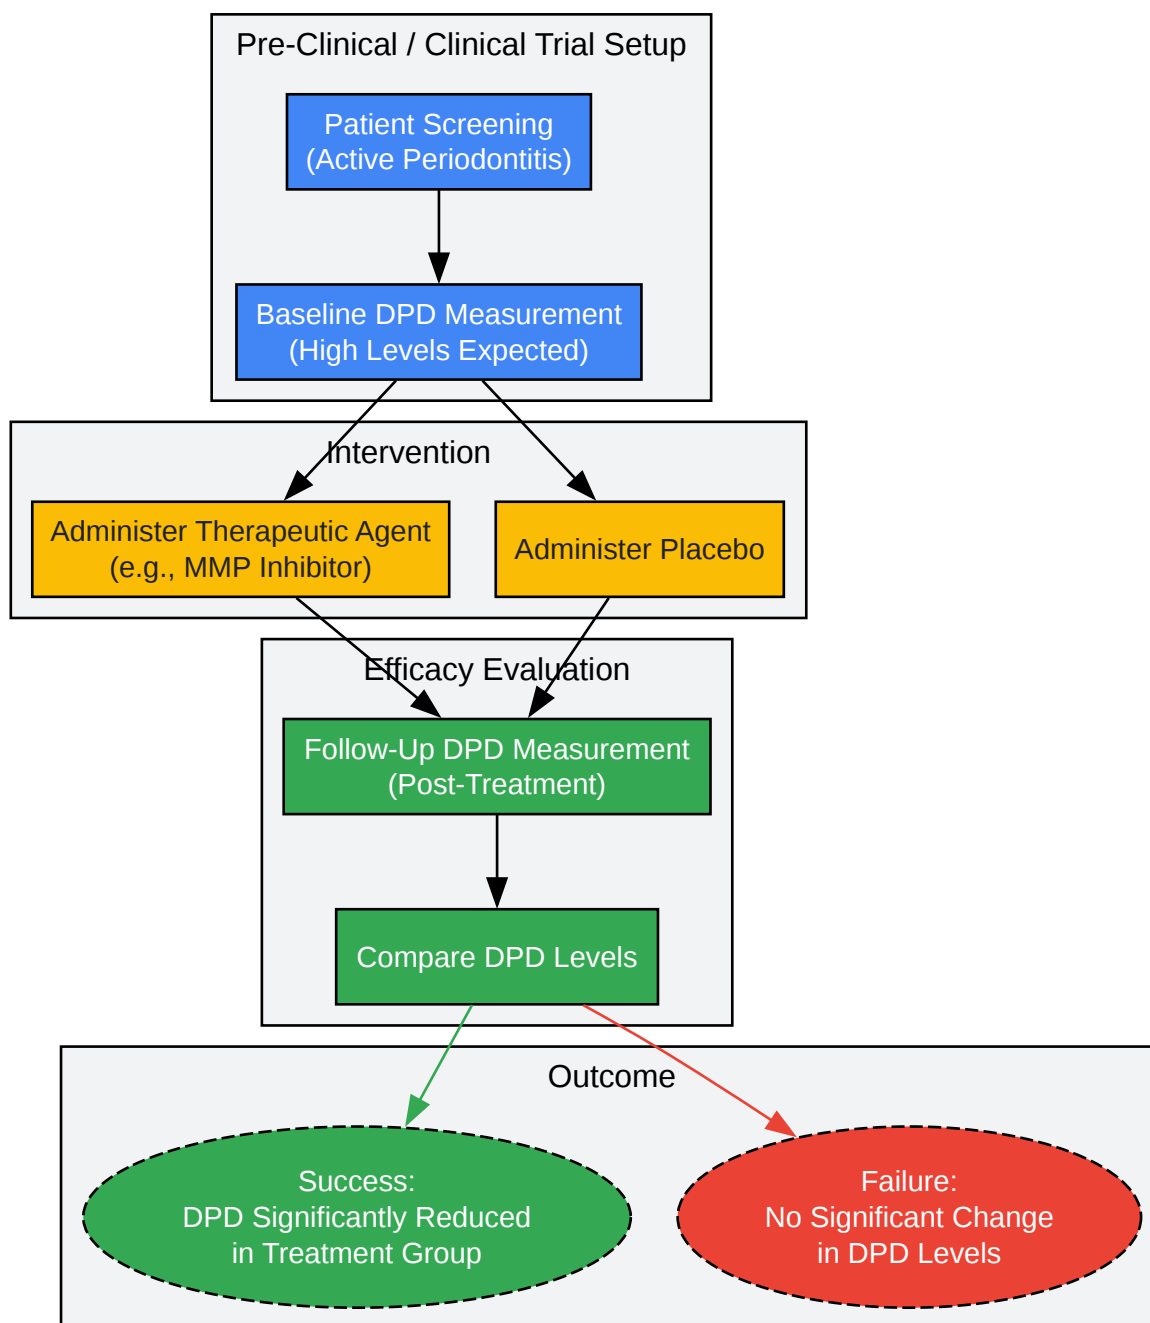 Pre-Clinical / Clinical Trial Setup
Patient Screening
(Active Periodontitis)
Baseline DPD Measurement
(High Levels Expected)
Intervention
Administer Therapeutic Agent
(e.g., MMP Inhibitor)
Administer Placebo
Efficacy Evaluation
Follow-Up DPD Measurement
(Post-Treatment)
Compare DPD Levels
Outcome
Success:
DPD Significantly Reduced
in Treatment Group
Failure:
No Significant Change
in DPD Levels